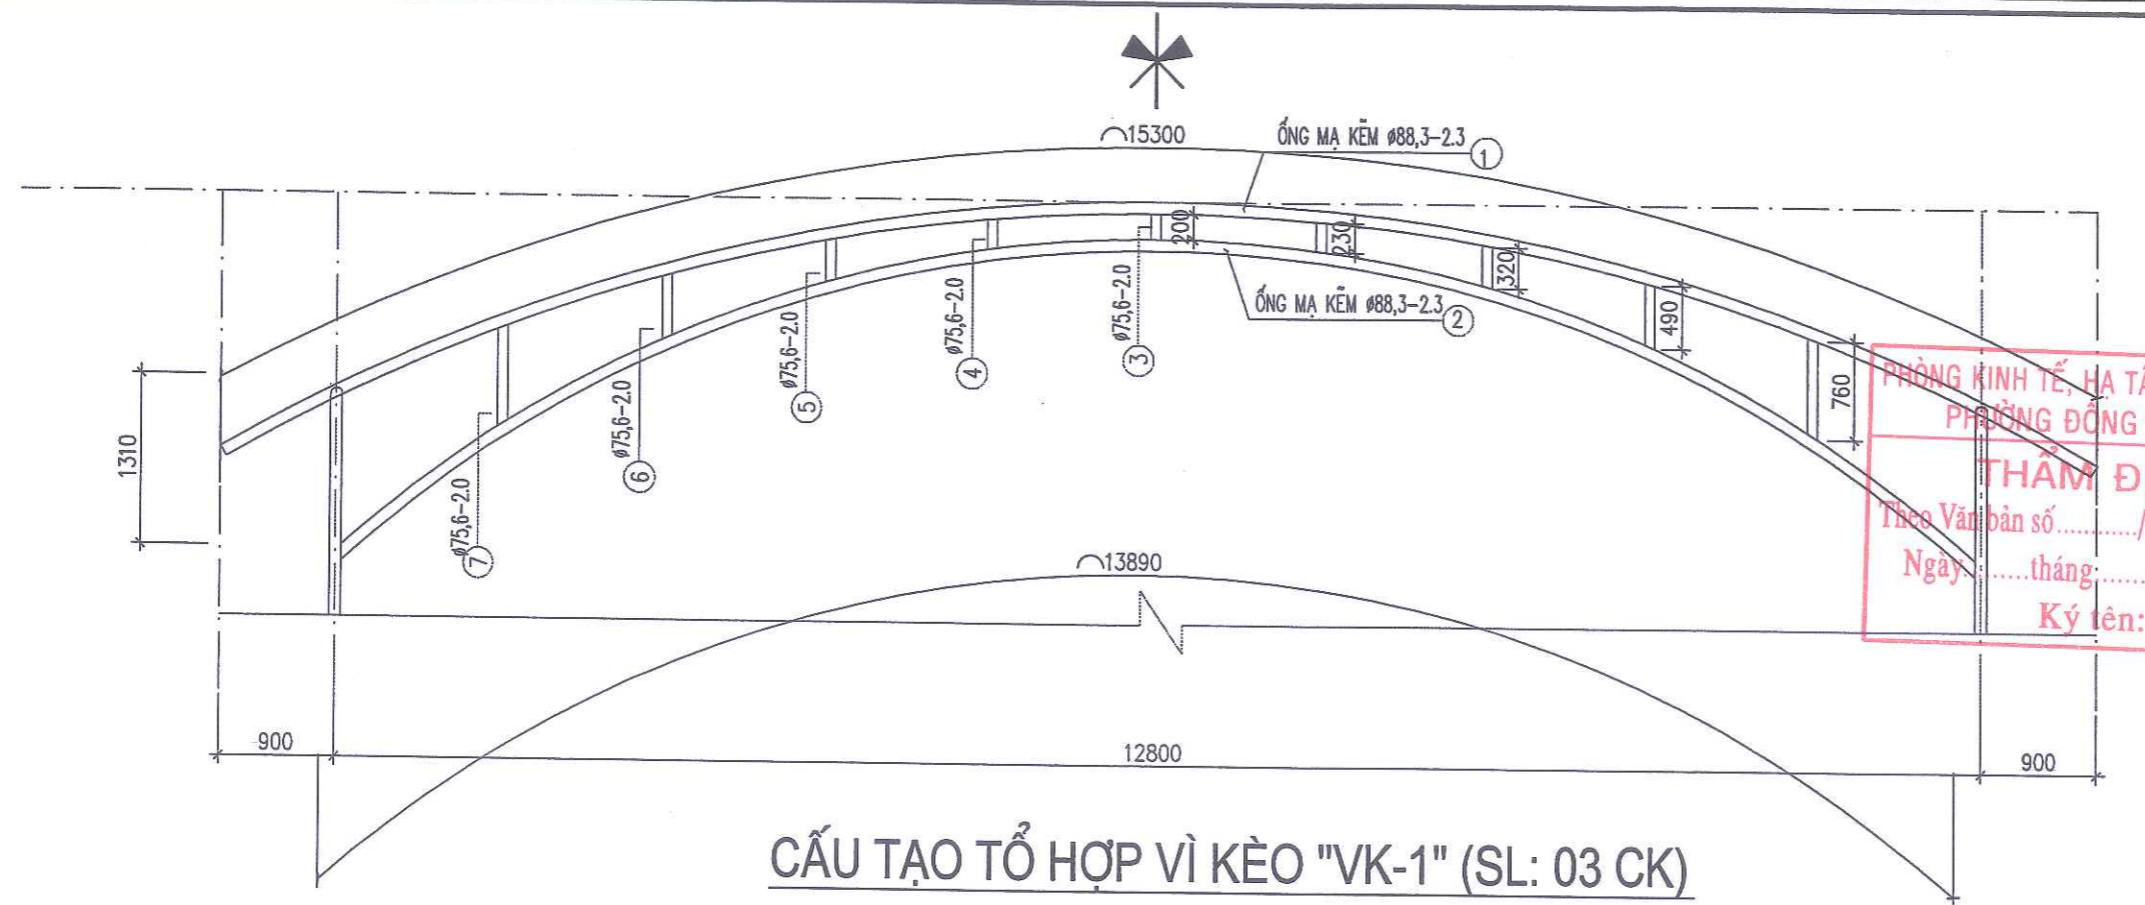 ⌒15300
ỐNG MẠ KẼM ø88,3-2.3
1
200
230
320
490
760
ỐNG MẠ KẼM ø88,3-2.3
2
ø75,6-2.0
3
ø75,6-2.0
4
ø75,6-2.0
5
ø75,6-2.0
6
ø75,6-2.0
7
1310
PHÒNG KINH TẾ, HẠ TẦ
PHƯỜNG ĐÔNG
THẨM Đ
Theo Văn bản số.........../
Ngày........tháng.......
Ký tên:
⌒13890
900
12800
900
CẤU TẠO TỔ HỢP VÌ KÈO "VK-1" (SL: 03 CK)